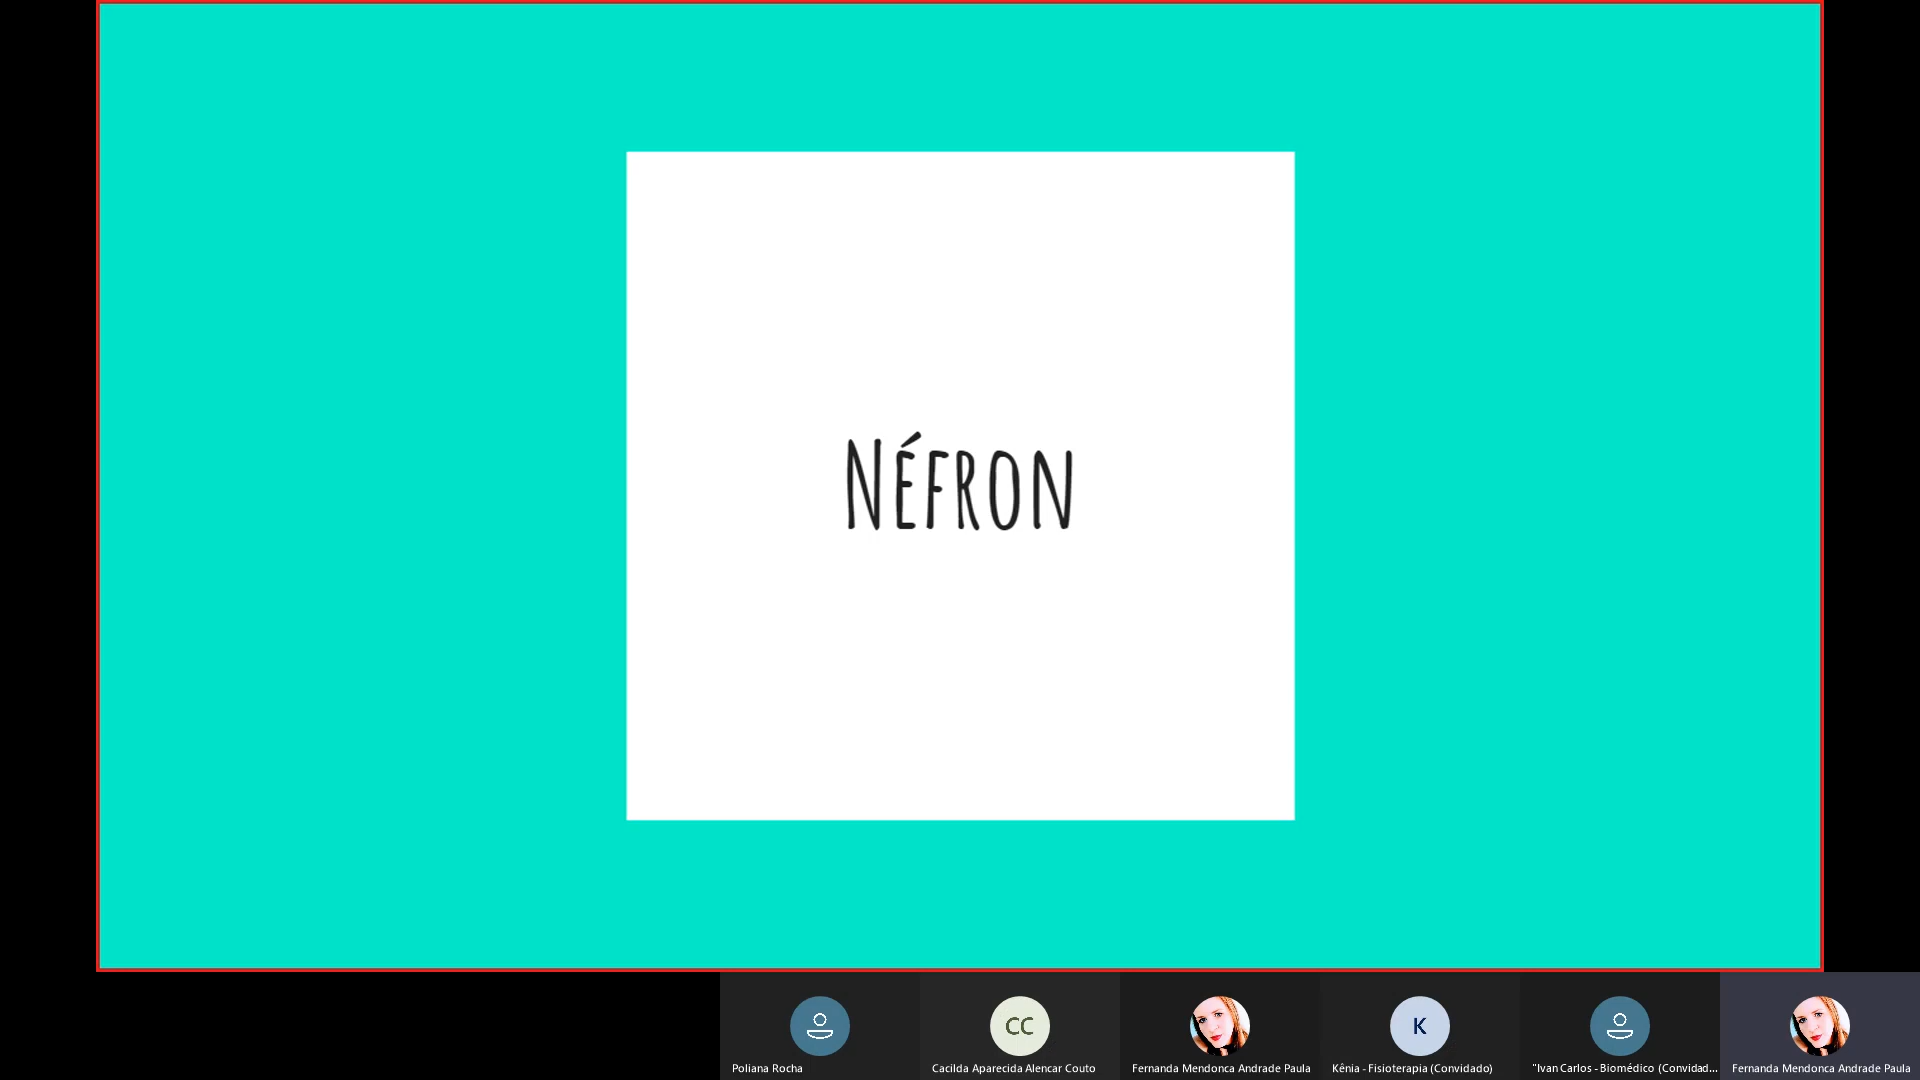 Néfron
CC
K
Poliana Rocha
Cacilda Aparecida Alencar Couto
Fernanda Mendonca Andrade Paula
Kênia - Fisioterapia (Convidado)
"Ivan Carlos - Biomédico (Convidad...
Fernanda Mendonca Andrade Paula